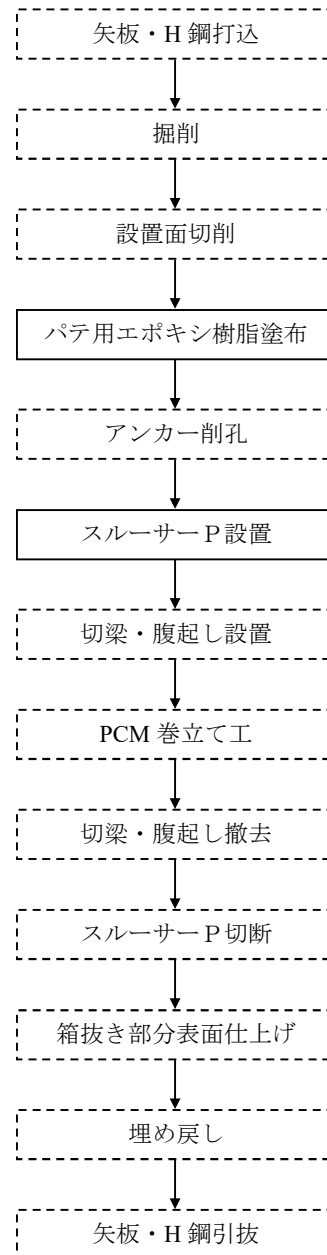 矢板・H 鋼打込
掘削
設置面切削
パテ用エポキシ樹脂塗布
アンカー削孔
スルーサーP設置
切梁・腹起し設置
PCM 巻立て工
切梁・腹起し撤去
スルーサーP切断
箱抜き部分表面仕上げ
埋め戻し
矢板・H 鋼引抜